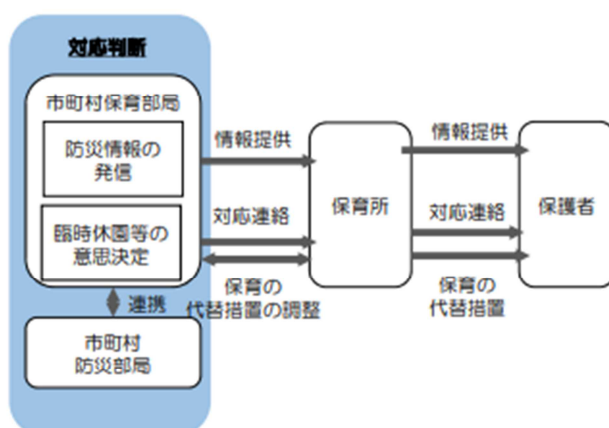 対応判断
市町村保育部局
防災情報の
発信
臨時休園等の
意思決定
連携
市町村
防災部局
情報提供
対応連絡
保育の
代替措置の調整
保育所
情報提供
対応連絡
保育の
代替措置
保護者